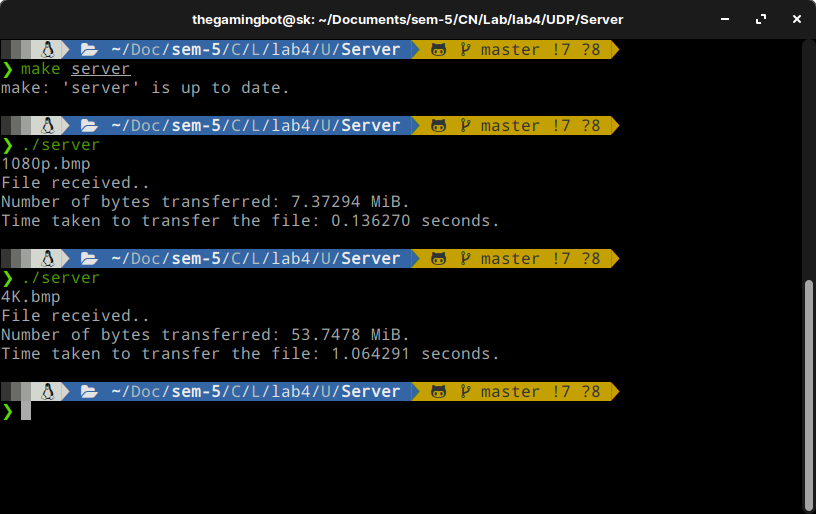 thegamingbot@sk: ~/Documents/sem-5/CN/Lab/lab4/UDP/Server
~/Doc/sem-5/C/L/lab4/U/Server master !7 ?8
❯ make server
make: 'server' is up to date.
~/Doc/sem-5/C/L/lab4/U/Server master !7 ?8
❯ ./server
1080p.bmp
File received..
Number of bytes transferred: 7.37294 MiB.
Time taken to transfer the file: 0.136270 seconds.
~/Doc/sem-5/C/L/lab4/U/Server master !7 ?8
❯ ./server
4K.bmp
File received..
Number of bytes transferred: 53.7478 MiB.
Time taken to transfer the file: 1.064291 seconds.
~/Doc/sem-5/C/L/lab4/U/Server master !7 ?8
❯